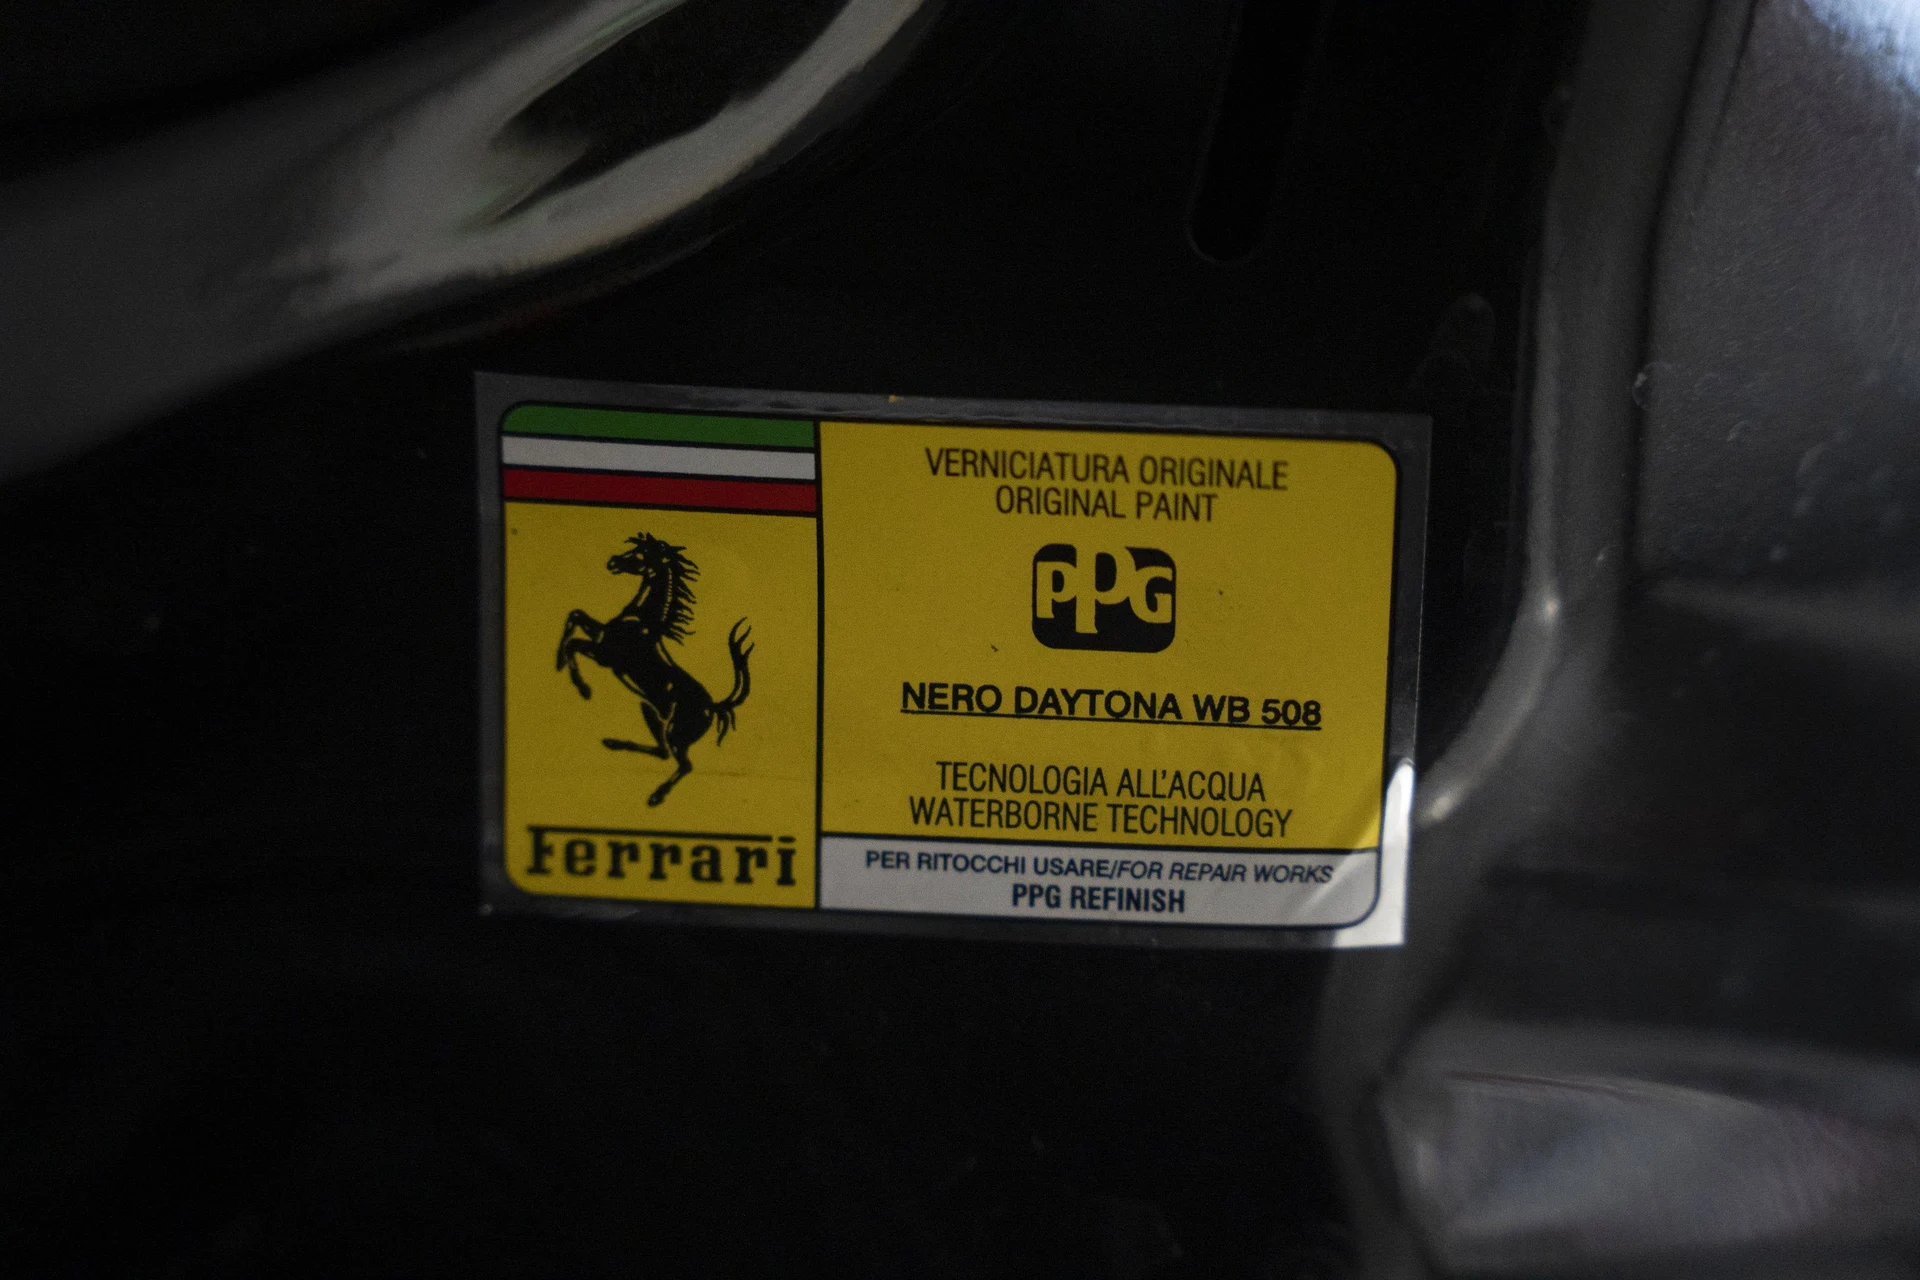 VERNICIATURA ORIGINALE
ORIGINAL PAINT
PPG
NERO DAYTONA WB 508
TECNOLOGIA ALL'ACQUA
WATERBORNE TECHNOLOGY
PER RITOCCHI USARE/FOR REPAIR WORKS
PPG REFINISH
Ferrari